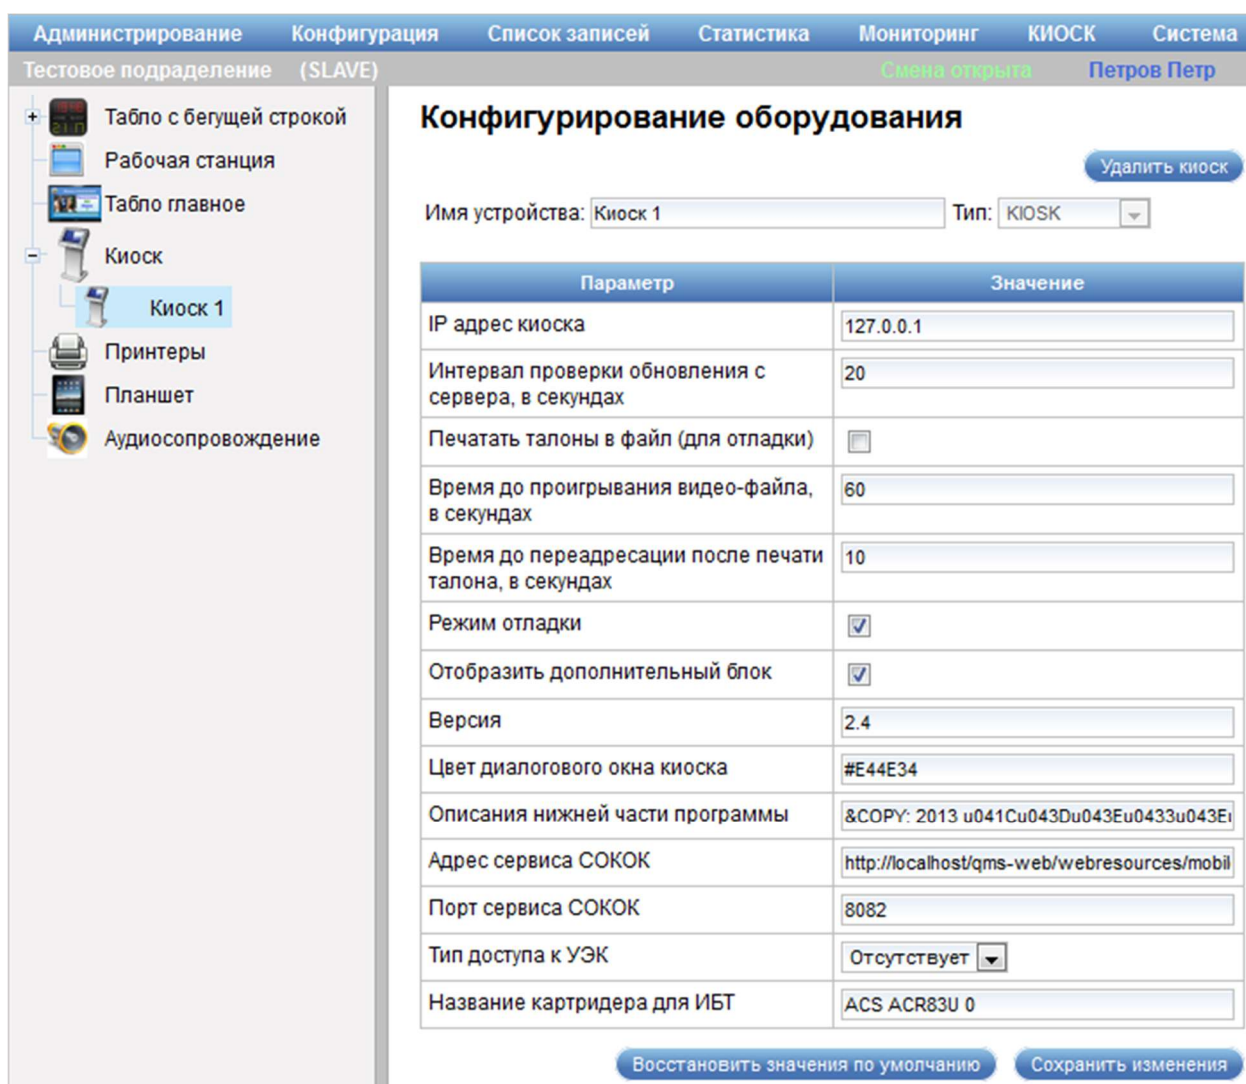 Администрирование Конфигурация Список записей Статистика Мониторинг КИОСК Система
Тестовое подраделение (SLAVE) Смена открыта Петров Петр
Табло с бегущей строкой
Рабочая станция
Табло главное
Киоск
Киоск 1
Принтеры
Планшет
Аудиосопровождение
Конфигурирование оборудования
Удалить киоск
Имя устройства: Киоск 1 Тип: KIOSK
Параметр Значение
IP адрес киоска 127.0.0.1
Интервал проверки обновления с
сервера, в секундах 20
Печатать талоны в файл (для отладки)
Время до проигрывания видео-файла,
в секундах 60
Время до переадресации после печати
талона, в секундах 10
Режим отладки
Отобразить дополнительный блок
Версия 2.4
Цвет диалогового окна киоска #E44E34
Описания нижней части программы &COPY: 2013 u041Cu043Du043Eu0433u043Eu
Адрес сервиса СОКОК http://localhost/qms-web/webresources/mobil
Порт сервиса СОКОК 8082
Тип доступа к УЭК Отсутствует
Название картридера для ИБТ ACS ACR83U 0
Восстановить значения по умолчанию Сохранить изменения